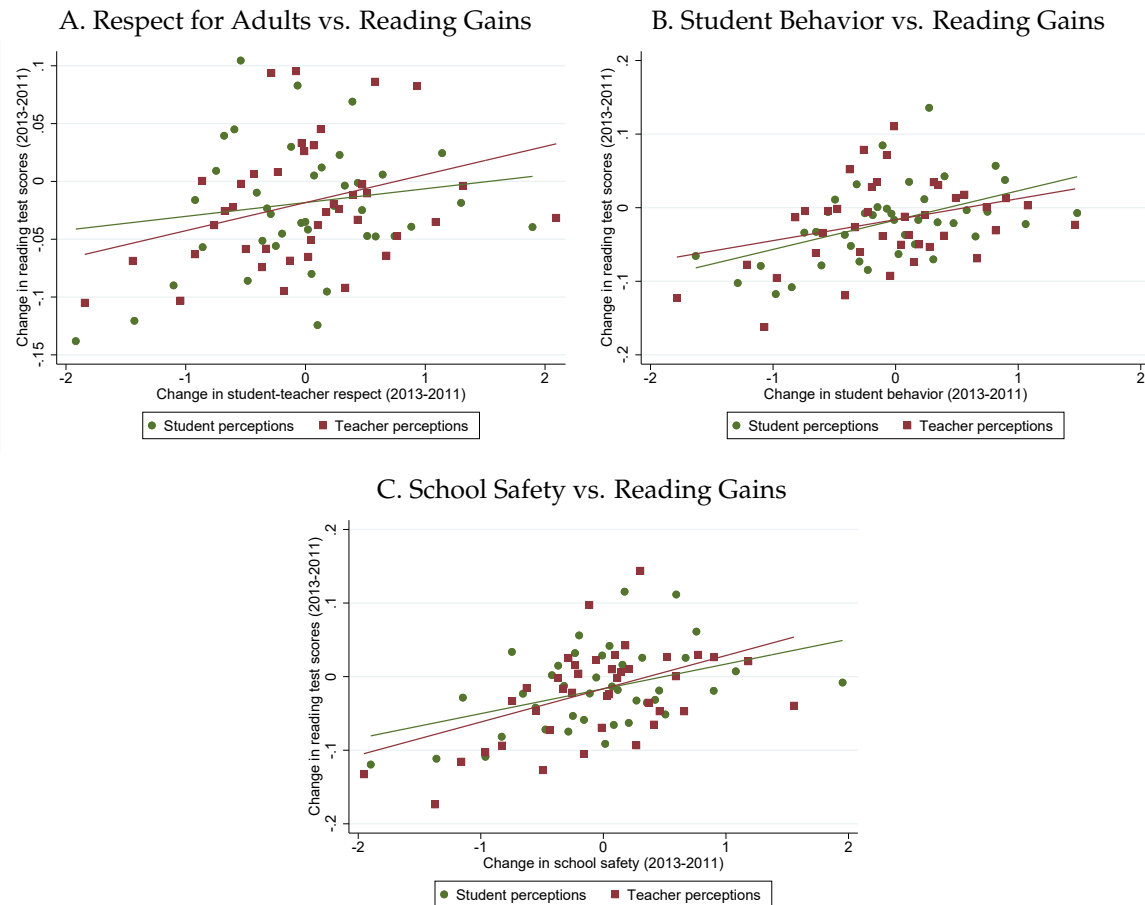 A. Respect for Adults vs. Reading Gains
Change in reading test scores (2013-2011)
.1
.05
0
-.05
-.1
-.15
-2
-1
0
1
2
Change in student-teacher respect (2013-2011)
Student perceptions
Teacher perceptions
B. Student Behavior vs. Reading Gains
Change in reading test scores (2013-2011)
.2
.1
0
-.1
-.2
-2
-1
0
1
2
Change in student behavior (2013-2011)
Student perceptions
Teacher perceptions
C. School Safety vs. Reading Gains
Change in reading test scores (2013-2011)
.2
.1
0
-.1
-.2
-2
-1
0
1
2
Change in school safety (2013-2011)
Student perceptions
Teacher perceptions